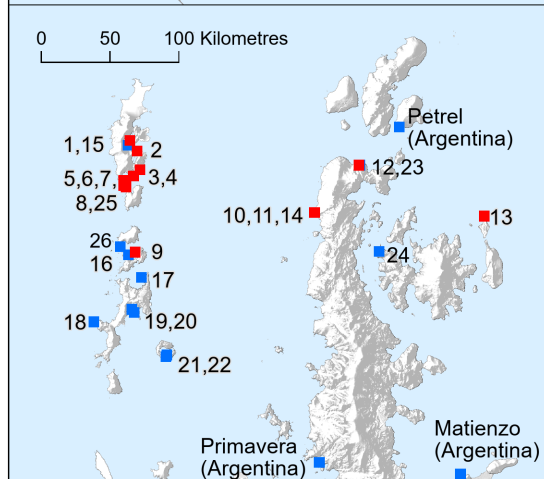 0 50 100 Kilometres
Petrel
(Argentina)
1,15
2
12,23
5,6,7,
3,4
8,25
10,11,14
13
26
9
24
16
17
18
19,20
21,22
Primavera
(Argentina)
Matienzo
(Argentina)